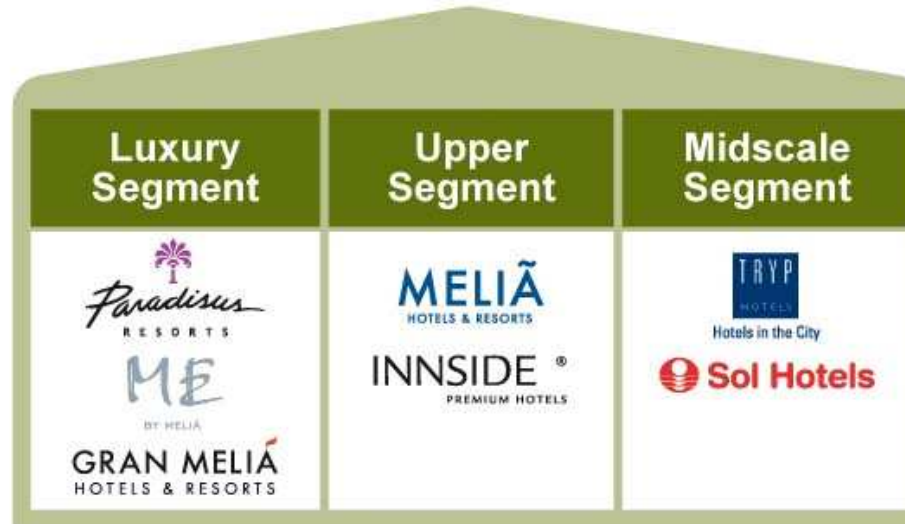 Luxury
Segment
Upper
Segment
Midscale
Segment
Paradisus
RESORTS
ME
BY MELIÁ
GRAN MELIÁ
HOTELS & RESORTS
MELIÃ
HOTELS & RESORTS
INNSIDE ®
PREMIUM HOTELS
TRYP
HOTELS
Hotels in the City
Sol Hotels